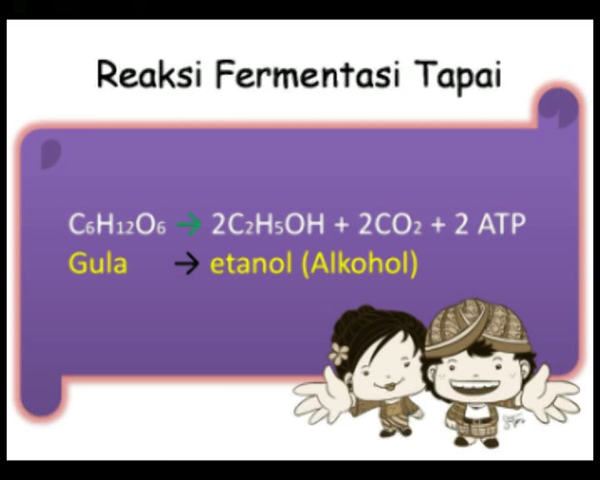 Reaksi Fermentasi Tapai
C₆H₁₂O₆ → 2C₂H₅OH + 2CO₂ + 2 ATP
Gula → etanol (Alkohol)